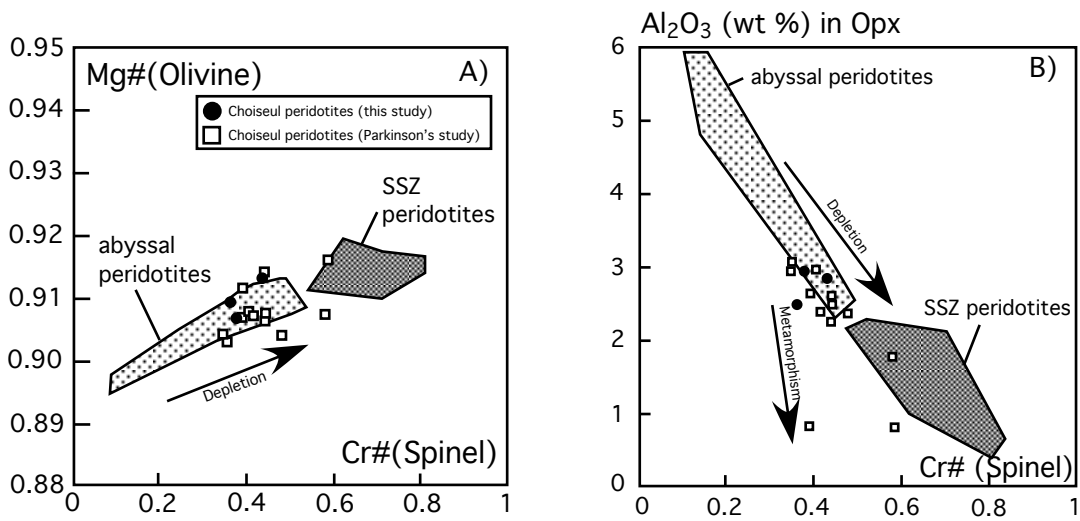 0.95
0.94
0.93
0.92
0.91
0.90
0.89
0.88
Mg#(Olivine)
A)
Choiseul peridotites (this study)
Choiseul peridotites (Parkinson's study)
SSZ
peridotites
abyssal
peridotites
Depletion
Cr#(Spinel)
0 0.2 0.4 0.6 0.8 1
Al2O3 (wt %) in Opx
6
5
4
3
2
1
0
B)
abyssal peridotites
Depletion
SSZ peridotites
Metamorphism
Cr# (Spinel)
0.2 0.4 0.6 0.8 1